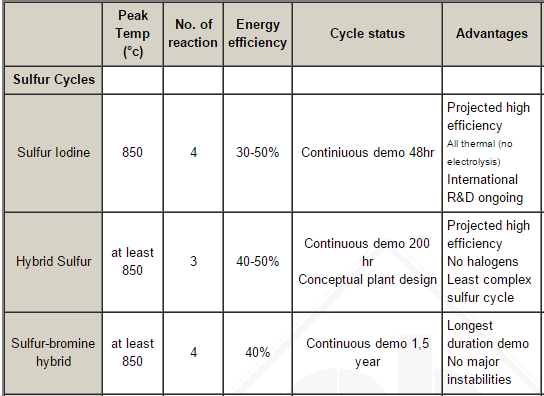 Peak
Temp
(°c)
No. of
reaction
Energy
efficiency
Cycle status
Advantages
Sulfur Cycles
Sulfur Iodine
850
4
30-50%
Continiuous demo 48hr
Projected high
efficiency
All thermal (no
electrolysis)
International
R&D ongoing
Hybrid Sulfur
at least
850
3
40-50%
Continuous demo 200
hr
Conceptual plant design
Projected high
efficiency
No halogens
Least complex
sulfur cycle
Sulfur-bromine
hybrid
at least
850
4
40%
Continuous demo 1,5
year
Longest
duration demo
No major
instabilities